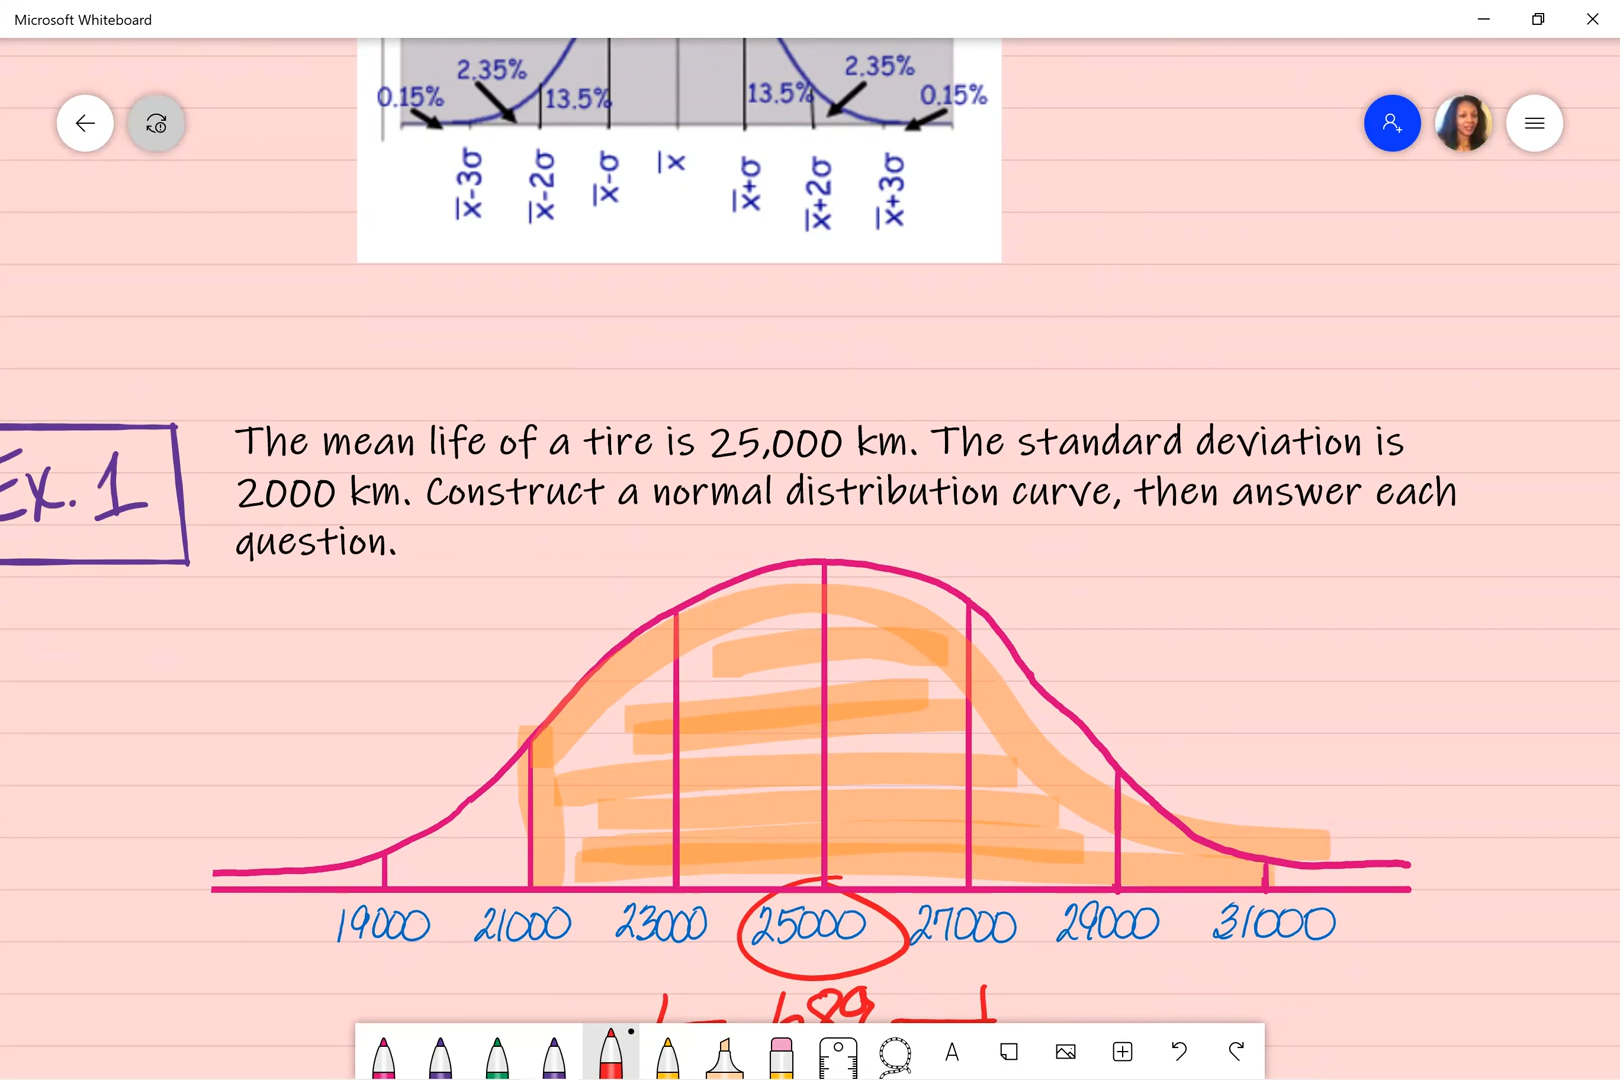 Microsoft Whiteboard
2.35% 2.35%
0.15% 13.5% 13.5% 0.15%
x̅-3σ x̅-2σ x̅-σ x̅ x̅+σ x̅+2σ x̅+3σ
Ex. 1
The mean life of a tire is 25,000 km. The standard deviation is
2000 km. Construct a normal distribution curve, then answer each
question.
19000 21000 23000 25000 27000 29000 31000
A